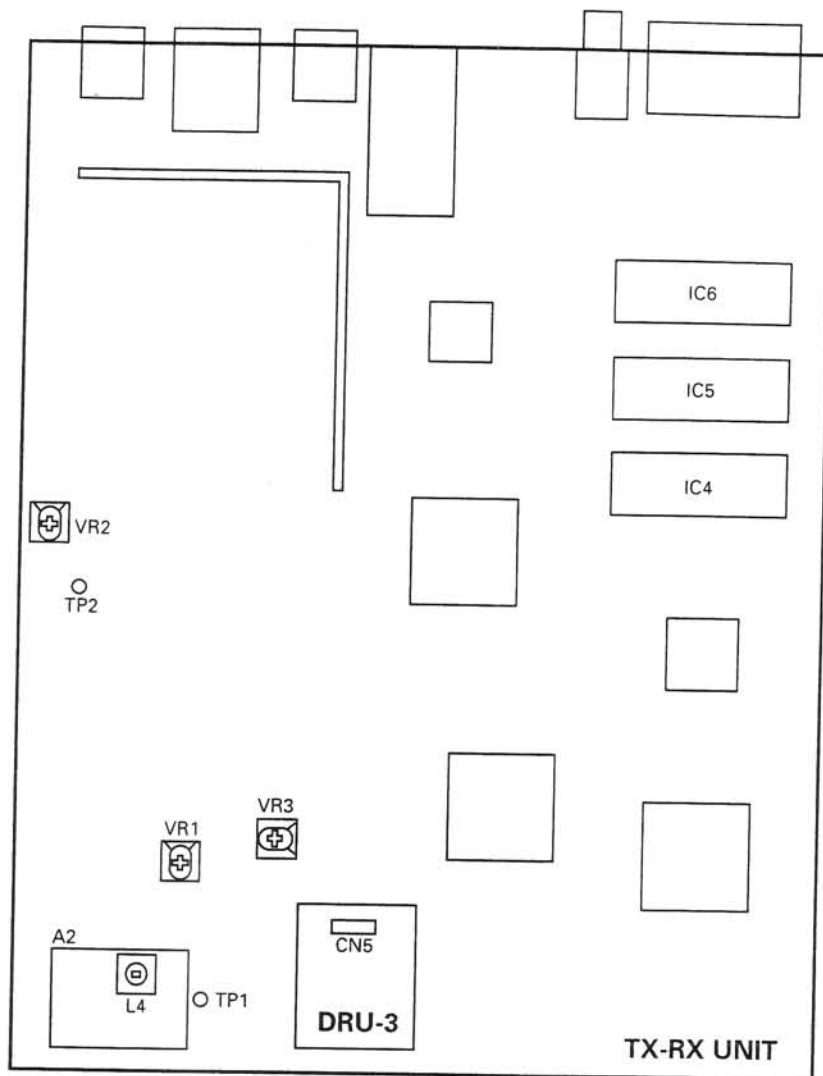 IC6
IC5
IC4
VR2
TP2
VR3
VR1
A2
CN5
L4
TP1
DRU-3
TX-RX UNIT